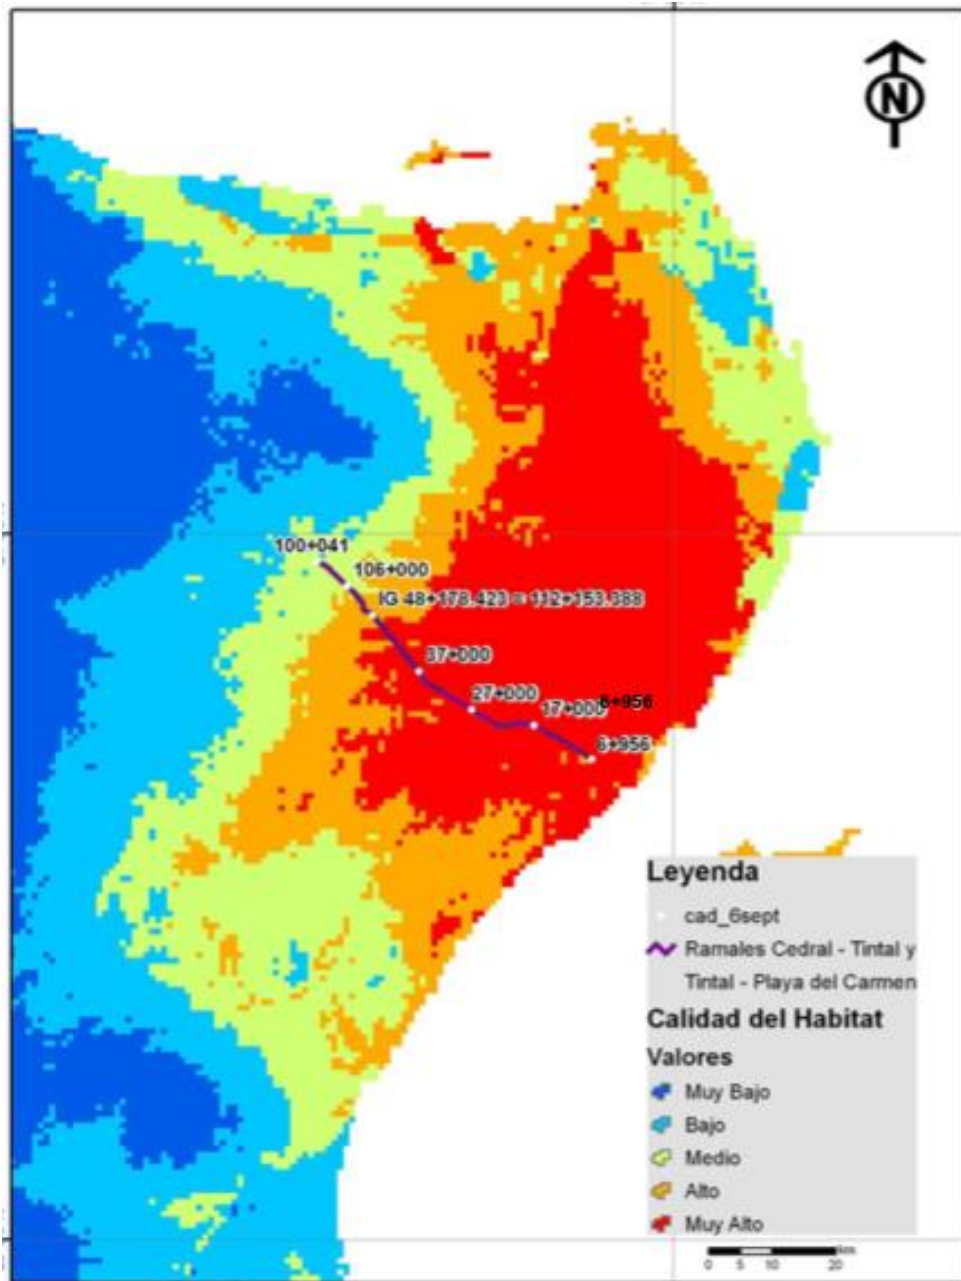 N
100+041
106+000
IG 48+178.423 = 112+153.388
37+000
27+000
17+000
6+956
6+956
Leyenda
cad_6sept
Ramales Cedral - Tintal y
Tintal - Playa del Carmen
Calidad del Habitat
Valores
Muy Bajo
Bajo
Medio
Alto
Muy Alto
km
0 5 10 20